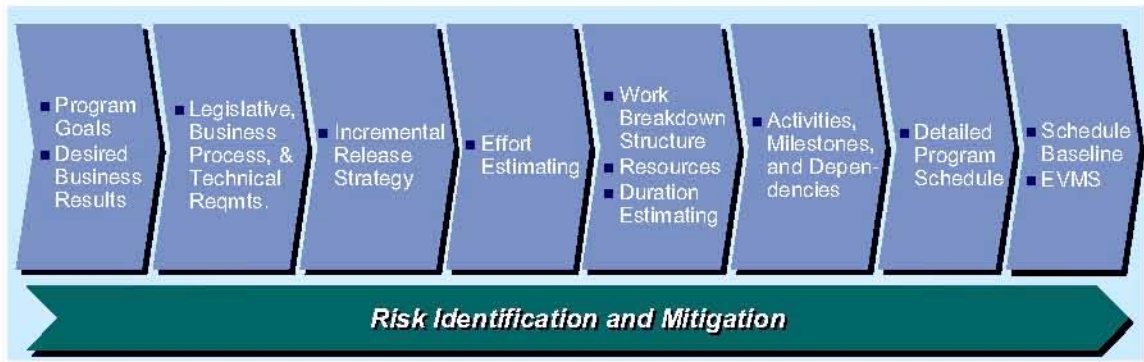 ■ Program
Goals
■ Desired
Business
Results
■ Legislative,
Business
Process, &
Technical
Reqmts.
■ Incremental
Release
Strategy
■ Effort
Estimating
■ Work
Breakdown
Structure
■ Resources
■ Duration
Estimating
■ Activities,
Milestones,
and Depen-
dencies
■ Detailed
Program
Schedule
■ Schedule
Baseline
■ EVMS
Risk Identification and Mitigation